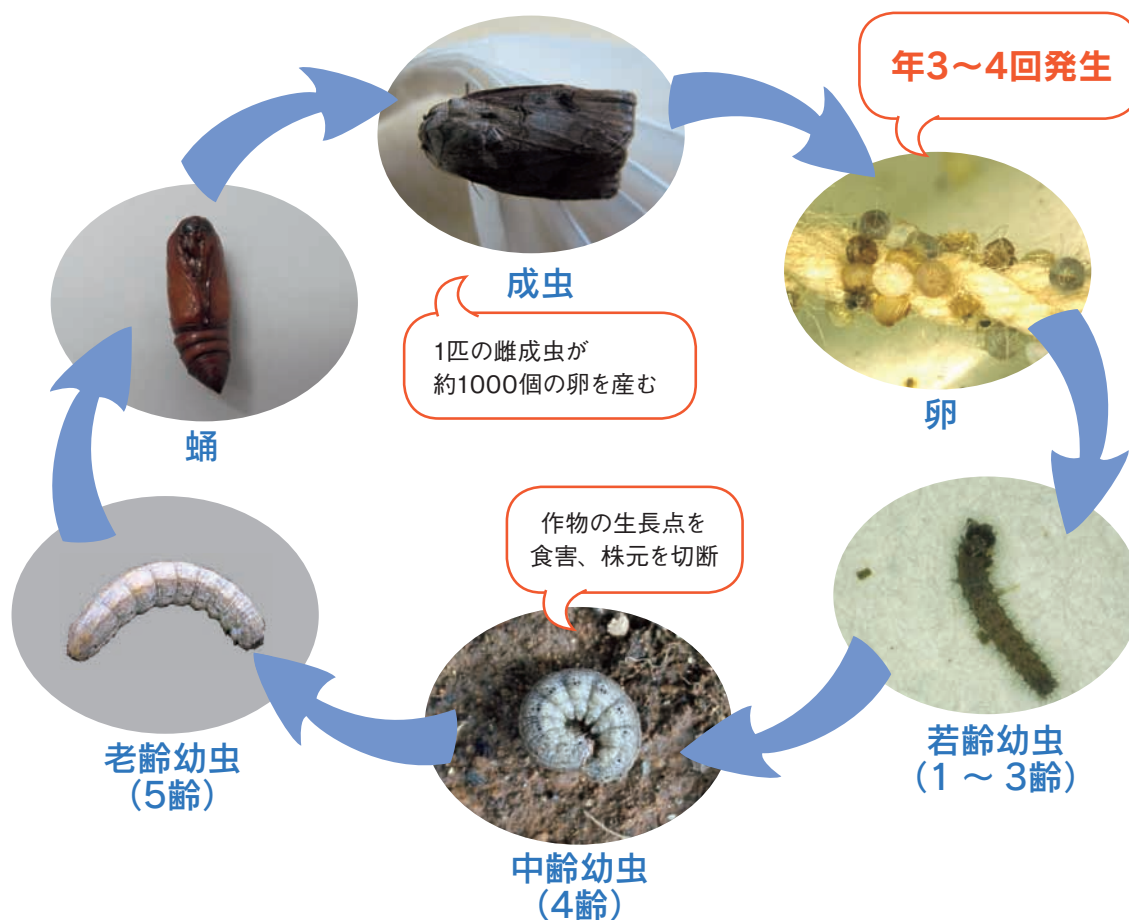 年3～4回発生
成虫
1匹の雌成虫が
約1000個の卵を産む
卵
蛹
作物の生長点を
食害、株元を切断
若齢幼虫
（1 ～ 3齢）
老齢幼虫
（5齢）
中齢幼虫
（4齢）